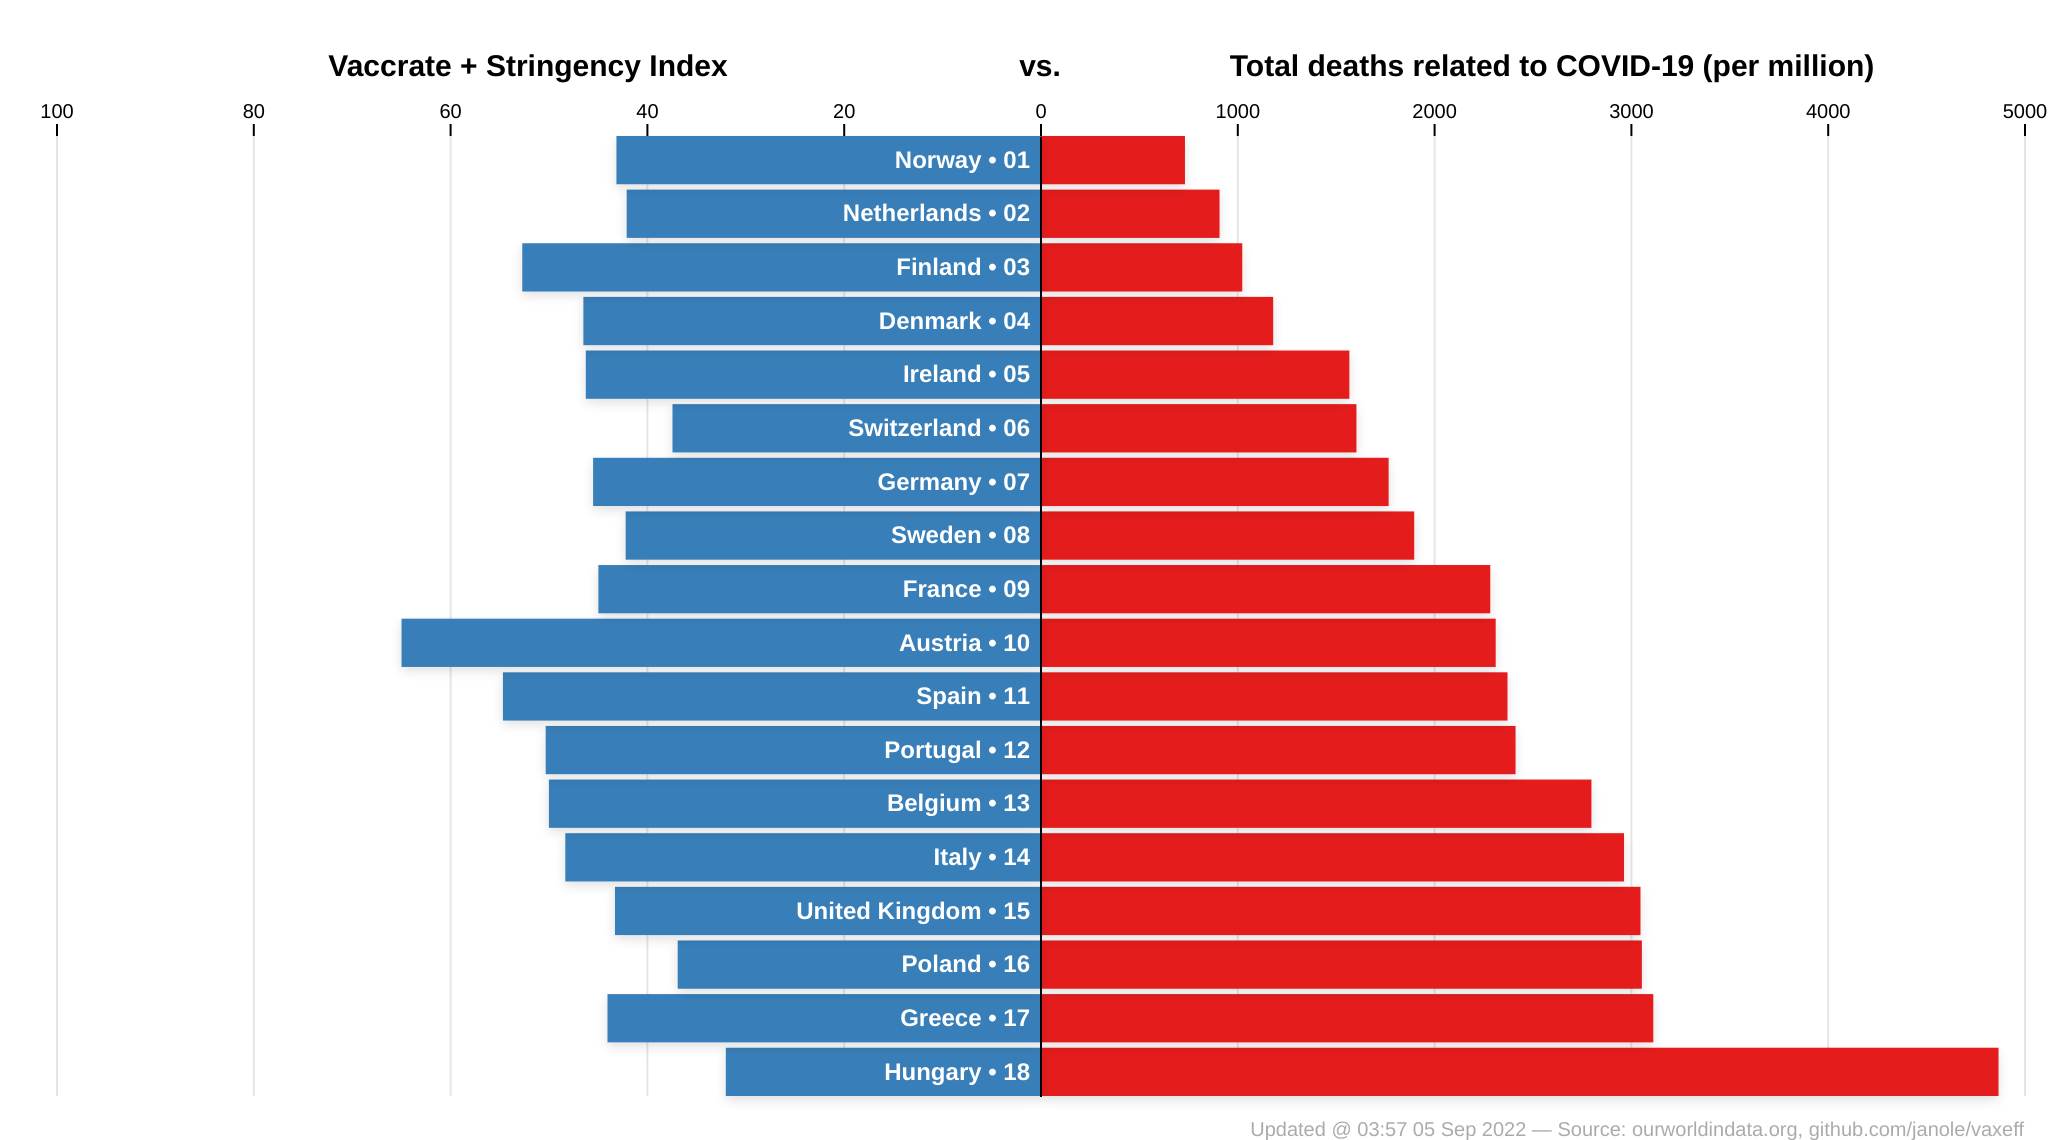 Vaccrate + Stringency Index vs. Total deaths related to COVID-19 (per million)
100 80 60 40 20 0 1000 2000 3000 4000 5000
Norway • 01
Netherlands • 02
Finland • 03
Denmark • 04
Ireland • 05
Switzerland • 06
Germany • 07
Sweden • 08
France • 09
Austria • 10
Spain • 11
Portugal • 12
Belgium • 13
Italy • 14
United Kingdom • 15
Poland • 16
Greece • 17
Hungary • 18
Updated @ 03:57 05 Sep 2022 — Source: ourworldindata.org, github.com/janole/vaxeff